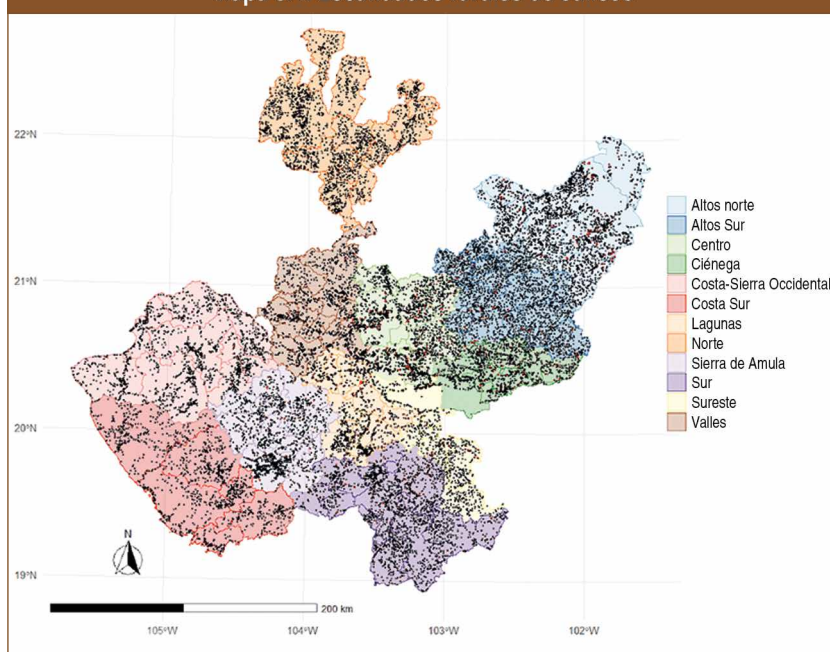 22°N
21°N
20°N
19°N
Altos norte
Altos Sur
Centro
Ciénega
Costa-Sierra Occidental
Costa Sur
Lagunas
Norte
Sierra de Amula
Sur
Sureste
Valles
N
200 km
105°W
104°W
103°W
102°W